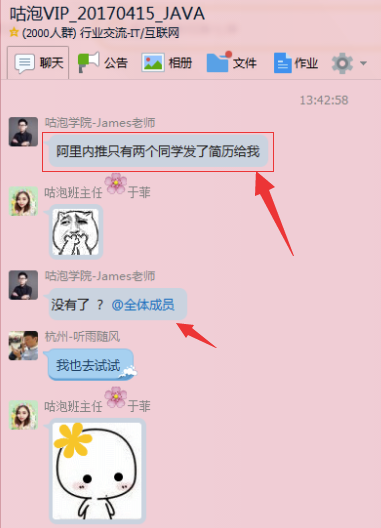 咕泡VIP_20170415_JAVA
(2000人群) 行业交流-IT/互联网
聊天 公告 相册 文件 作业
13:42:58
咕泡学院-James老师
阿里内推只有两个同学发了简历给我
咕泡班主任 于菲
咕泡学院-James老师
没有了 ? @全体成员
杭州-听雨随风
我也去试试
咕泡班主任 于菲